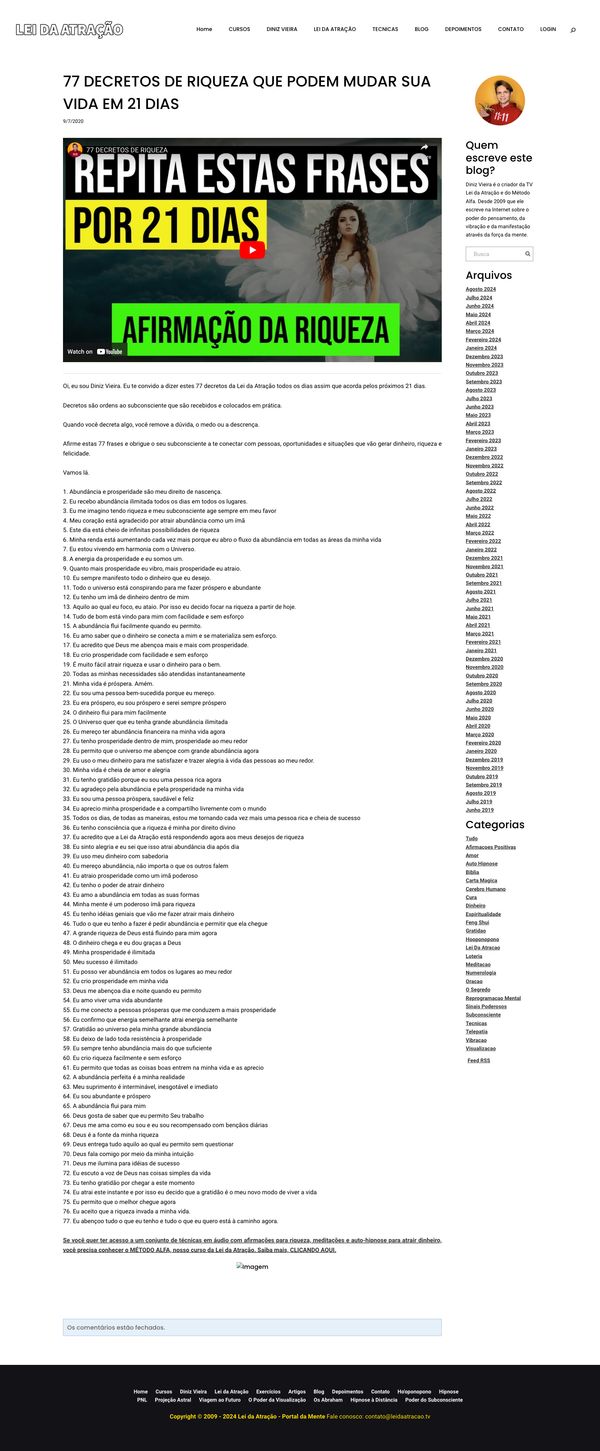 LEI DA ATRAÇÃO
Home CURSOS DINIZ VIEIRA LEI DA ATRAÇÃO TECNICAS BLOG DEPOIMENTOS CONTATO LOGIN
77 DECRETOS DE RIQUEZA QUE PODEM MUDAR SUA
VIDA EM 21 DIAS
9/7/2020
77 DECRETOS DE RIQUEZA
REPITA ESTAS FRASES
POR 21 DIAS
AFIRMAÇÃO DA RIQUEZA
Watch on YouTube
Oi, eu sou Diniz Vieira. Eu te convido a dizer estes 77 decretos da Lei da Atração todos os dias assim que acorda pelos próximos 21 dias.
Decretos são ordens ao subconsciente que são recebidos e colocados em prática.
Quando você decreta algo, você remove a dúvida, o medo ou a descrença.
Afirme estas 77 frases e obrigue o seu subconsciente a te conectar com pessoas, oportunidades e situações que vão gerar dinheiro, riqueza e
felicidade.
Vamos lá.
1. Abundância e prosperidade são meu direito de nascença.
2. Eu recebo abundância ilimitada todos os dias em todos os lugares.
3. Eu me imagino tendo riqueza e meu subconsciente age sempre em meu favor
4. Meu coração está agradecido por atrair abundância como um ímã
5. Este dia está cheio de infinitas possibilidades de riqueza
6. Minha renda está aumentando cada vez mais porque eu abro o fluxo da abundância em todas as áreas da minha vida
7. Eu estou vivendo em harmonia com o Universo.
8. A energia da prosperidade e eu somos um.
9. Quanto mais prosperidade eu vibro, mais prosperidade eu atraio.
10. Eu sempre manifesto todo o dinheiro que eu desejo.
11. Todo o universo está conspirando para me fazer próspero e abundante
12. Eu tenho um imã de dinheiro dentro de mim
13. Aquilo ao qual eu foco, eu ataio. Por isso eu decido focar na riqueza a partir de hoje.
14. Tudo de bom está vindo para mim com facilidade e sem esforço
15. A abundância flui facilmente quando eu permito.
16. Eu amo saber que o dinheiro se conecta a mim e se materializa sem esforço.
17. Eu acredito que Deus me abençoa mais e mais com prosperidade.
18. Eu crio prosperidade com facilidade e sem esforço
19. É muito fácil atrair riqueza e usar o dinheiro para o bem.
20. Todas as minhas necessidades são atendidas instantaneamente
21. Minha vida é próspera. Amém.
22. Eu sou uma pessoa bem-sucedida porque eu mereço.
23. Eu era próspero, eu sou próspero e serei sempre próspero
24. O dinheiro flui para mim facilmente
25. O Universo quer que eu tenha grande abundância ilimitada
26. Eu mereço ter abundância financeira na minha vida agora
27. Eu tenho prosperidade dentro de mim, prosperidade ao meu redor
28. Eu permito que o universo me abençoe com grande abundância agora
29. Eu uso o meu dinheiro para me satisfazer e trazer alegria à vida das pessoas ao meu redor.
30. Minha vida é cheia de amor e alegria
31. Eu tenho gratidão porque eu sou uma pessoa rica agora
32. Eu agradeço pela abundância e pela prosperidade na minha vida
33. Eu sou uma pessoa próspera, saudável e feliz
34. Eu aprecio minha prosperidade e a compartilho livremente com o mundo
35. Todos os dias, de todas as maneiras, estou me tornando cada vez mais uma pessoa rica e cheia de sucesso
36. Eu tenho consciência que a riqueza é minha por direito divino
37. Eu acredito que a Lei da Atração está respondendo agora aos meus desejos de riqueza
38. Eu sinto alegria e eu sei que isso atrai abundância dia após dia
39. Eu uso meu dinheiro com sabedoria
40. Eu mereço abundância, não importa o que os outros falem
41. Eu atraio prosperidade como um imã poderoso
42. Eu tenho o poder de atrair dinheiro
43. Eu amo a abundância em todas as suas formas
44. Minha mente é um poderoso ímã para riqueza
45. Eu tenho idéias geniais que vão me fazer atrair mais dinheiro
46. Tudo o que eu tenho a fazer é pedir abundância e permitir que ela chegue
47. A grande riqueza de Deus está fluindo para mim agora
48. O dinheiro chega e eu dou graças a Deus
49. Minha prosperidade é ilimitada
50. Meu sucesso é ilimitado
51. Eu posso ver abundância em todos os lugares ao meu redor
52. Eu crio prosperidade em minha vida
53. Deus me abençoa dia e noite quando eu permito
54. Eu amo viver uma vida abundante
55. Eu me conecto a pessoas prósperas que me conduzem a mais prosperidade
56. Eu confirmo que energia semelhante atrai energia semelhante
57. Gratidão ao universo pela minha grande abundância
58. Eu deixo de lado toda resistência à prosperidade
59. Eu sempre tenho abundância mais do que suficiente
60. Eu crio riqueza facilmente e sem esforço
61. Eu permito que todas as coisas boas entrem na minha vida e as aprecio
62. A abundância perfeita é a minha realidade
63. Meu suprimento é interminável, inesgotável e imediato
64. Eu sou abundante e próspero
65. A abundância flui para mim
66. Deus gosta de saber que eu permito Seu trabalho
67. Deus me ama como eu sou e eu sou recompensado com bençãos diárias
68. Deus é a fonte da minha riqueza
69. Deus entrega tudo aquilo ao qual eu permito sem questionar
70. Deus fala comigo por meio da minha intuição
71. Deus me ilumina para idéias de sucesso
72. Eu escuto a voz de Deus nas coisas simples da vida
73. Eu tenho gratidão por chegar a este momento
74. Eu atrai este instante e por isso eu decido que a gratidão é o meu novo modo de viver a vida
75. Eu permito que o melhor chegue agora
76. Eu aceito que a riqueza invada a minha vida.
77. Eu abençoo tudo o que eu tenho e tudo o que eu quero está à caminho agora.
Se você quer ter acesso a um conjunto de técnicas em áudio com afirmações para riqueza, meditações e auto-hipnose para atrair dinheiro,
você precisa conhecer o MÉTODO ALFA, nosso curso da Lei da Atração. Saiba mais, CLICANDO AQUI.
Imagem
Os comentários estão fechados.
11:11
Quem
escreve este
blog?
Diniz Vieira é o criador da TV
Lei da Atração e do Método
Alfa. Desde 2009 que ele
escreve na Internet sobre o
poder do pensamento, da
vibração e da manifestação
através da força da mente.
Busca
Arquivos
Agosto 2024
Julho 2024
Junho 2024
Maio 2024
Abril 2024
Março 2024
Fevereiro 2024
Janeiro 2024
Dezembro 2023
Novembro 2023
Outubro 2023
Setembro 2023
Agosto 2023
Julho 2023
Junho 2023
Maio 2023
Abril 2023
Março 2023
Fevereiro 2023
Janeiro 2023
Dezembro 2022
Novembro 2022
Outubro 2022
Setembro 2022
Agosto 2022
Julho 2022
Junho 2022
Maio 2022
Abril 2022
Março 2022
Fevereiro 2022
Janeiro 2022
Dezembro 2021
Novembro 2021
Outubro 2021
Setembro 2021
Agosto 2021
Julho 2021
Junho 2021
Maio 2021
Abril 2021
Março 2021
Fevereiro 2021
Janeiro 2021
Dezembro 2020
Novembro 2020
Outubro 2020
Setembro 2020
Agosto 2020
Julho 2020
Junho 2020
Maio 2020
Abril 2020
Março 2020
Fevereiro 2020
Janeiro 2020
Dezembro 2019
Novembro 2019
Outubro 2019
Setembro 2019
Agosto 2019
Julho 2019
Junho 2019
Categorias
Tudo
Afirmacoes Positivas
Amor
Auto Hipnose
Biblia
Carta Magica
Cerebro Humano
Cura
Dinheiro
Espiritualidade
Feng Shui
Gratidao
Hooponopono
Lei Da Atracao
Loteria
Meditacao
Numerologia
Oracao
O Segredo
Reprogramacao Mental
Sinais Poderosos
Subconsciente
Tecnicas
Telepatia
Vibracao
Visualizacao
Feed RSS
Home Cursos Diniz Vieira Lei da Atração Exercícios Artigos Blog Depoimentos Contato Ho'oponopono Hipnose
PNL Projeção Astral Viagem ao Futuro O Poder da Visualização Os Abraham Hipnose à Distância Poder do Subconsciente
Copyright © 2009 - 2024 Lei da Atração - Portal da Mente Fale conosco: contato@leidaatracao.tv